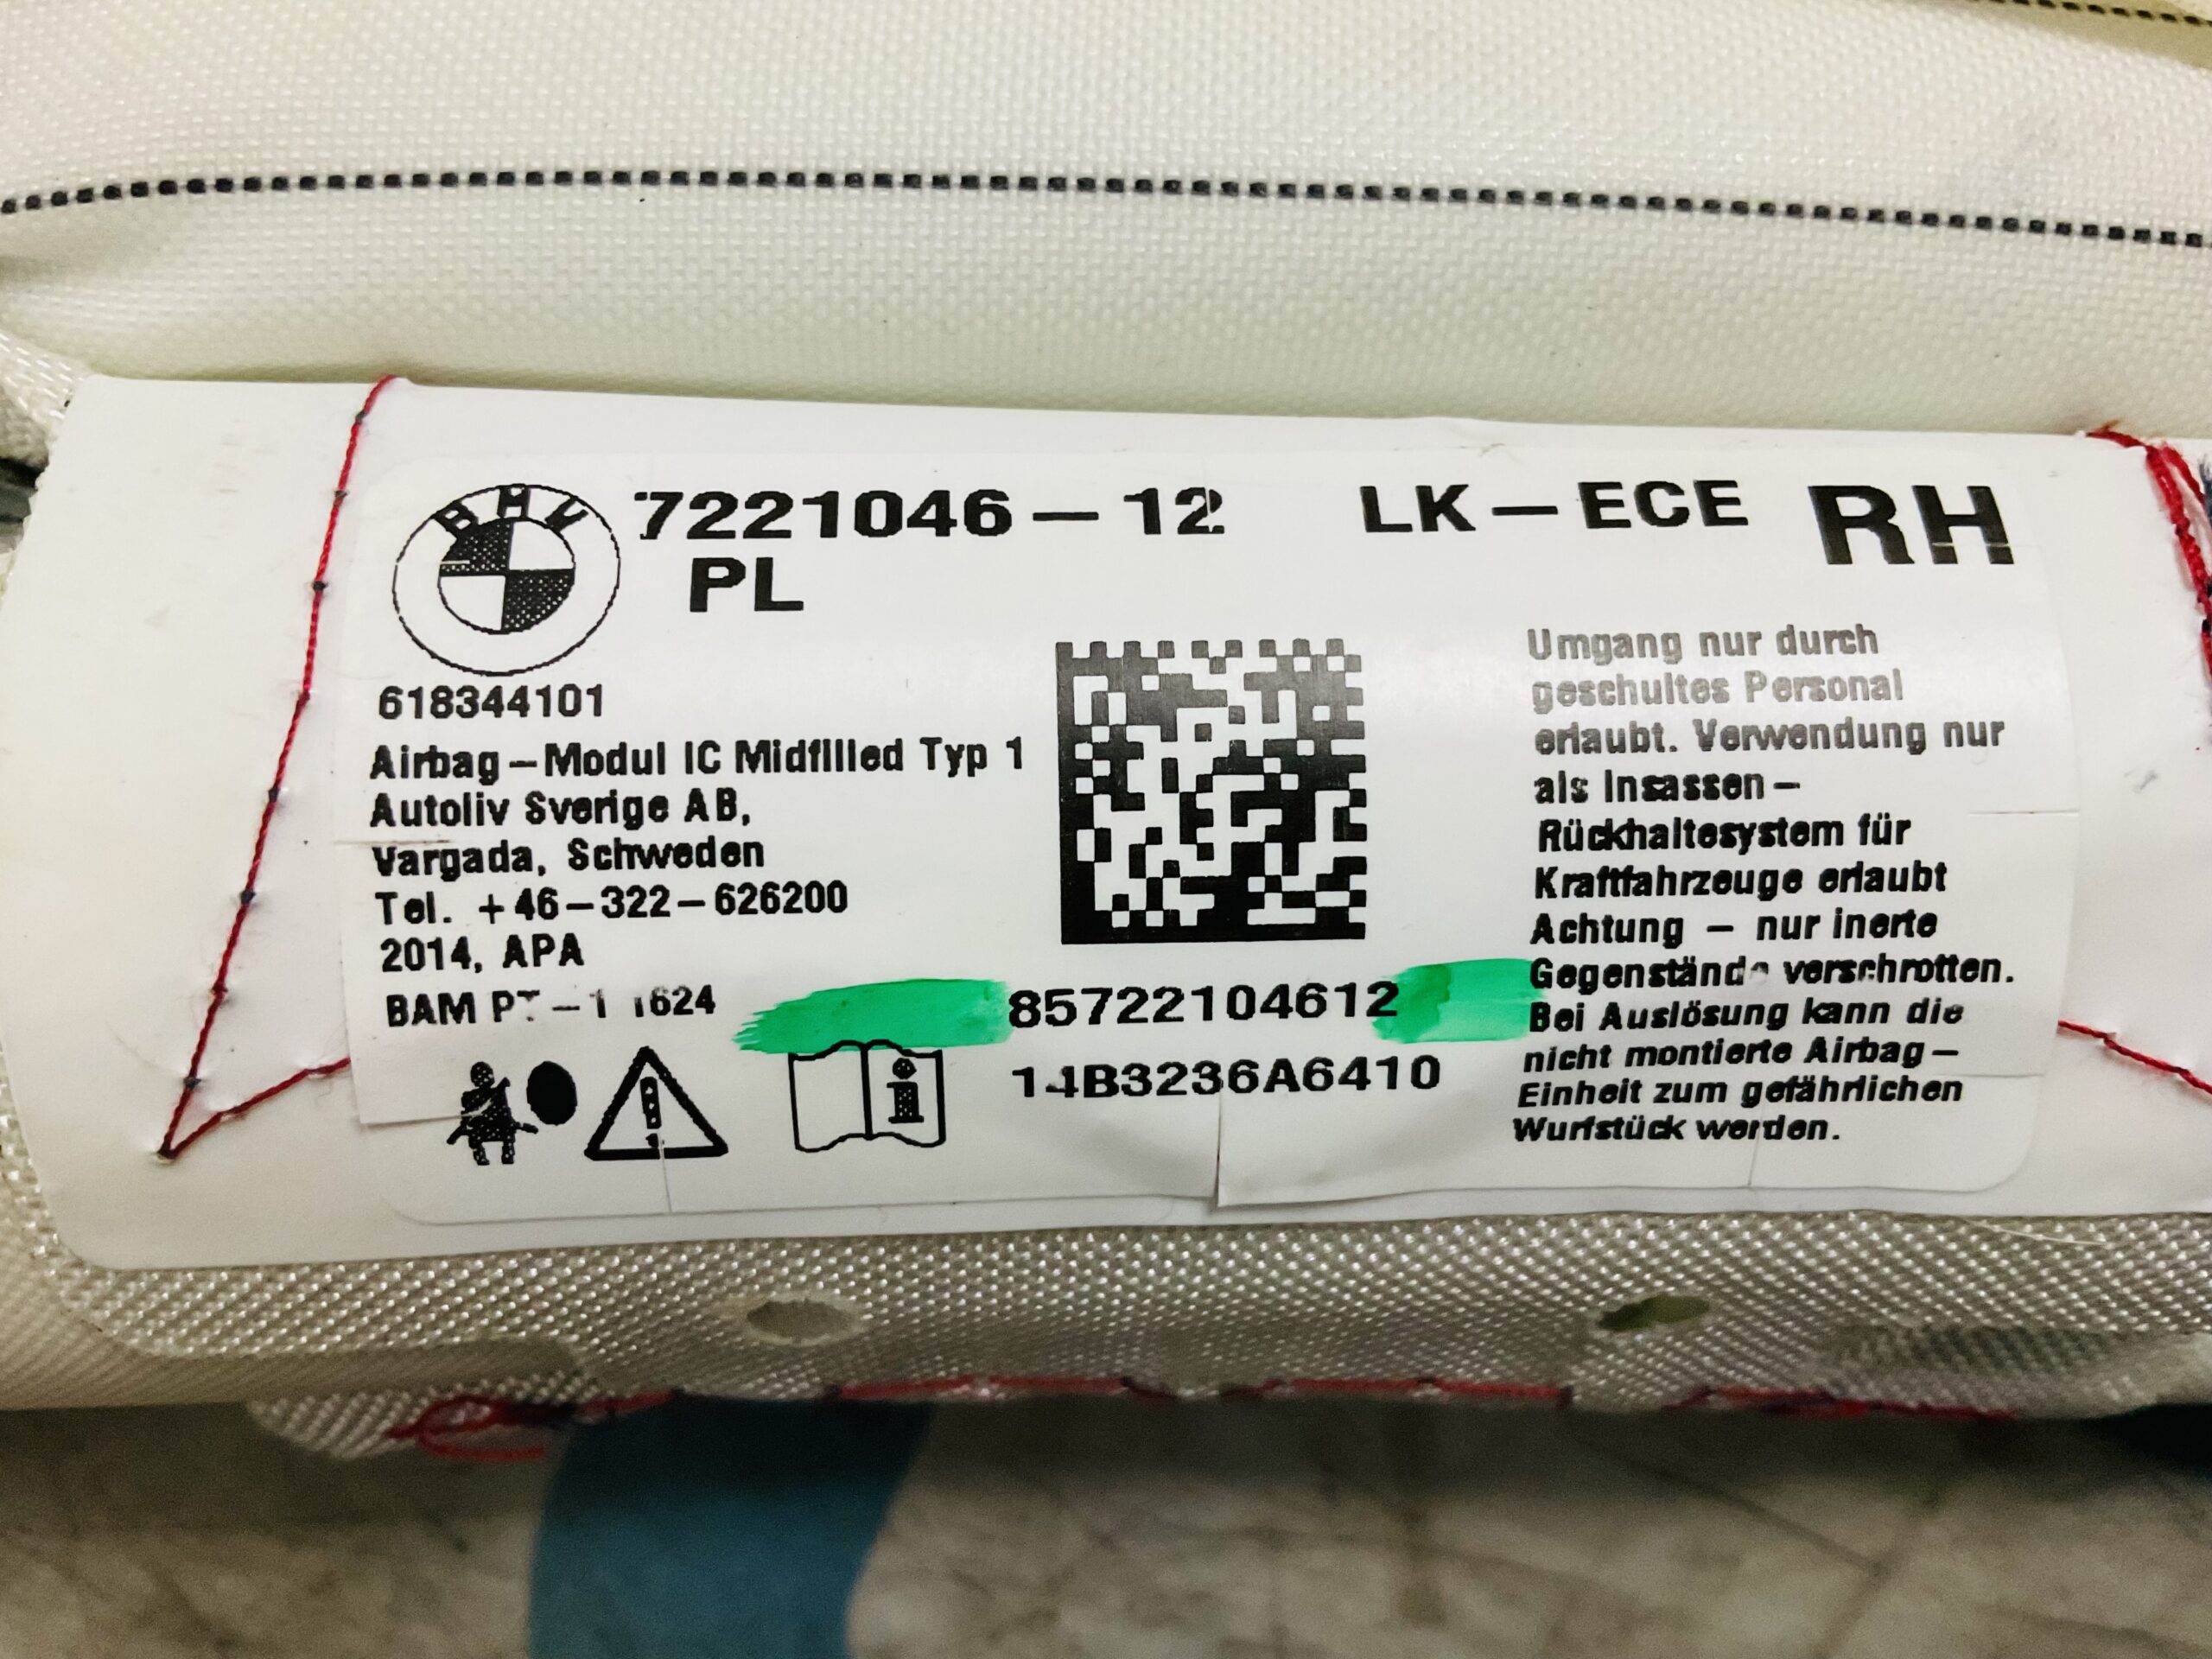 BMW
7221046-12 LK-ECE RH
PL
618344101
Airbag-Modul IC Midfilled Typ 1
Autoliv Sverige AB,
Vargada, Schweden
Tel. +46-322-626200
2014, APA
BAM 1624
85722104612
14B3236A6410
Umgang nur durch
geschultes Personal
erlaubt. Verwendung nur
als Insassen-
Rückhaltesystem für
Kraftfahrzeuge erlaubt
Achtung - nur inerte
Gegenstände verschrotten.
Bei Auslösung kann die
nicht montierte Airbag-
Einheit zum gefährlichen
Wurfstück werden.